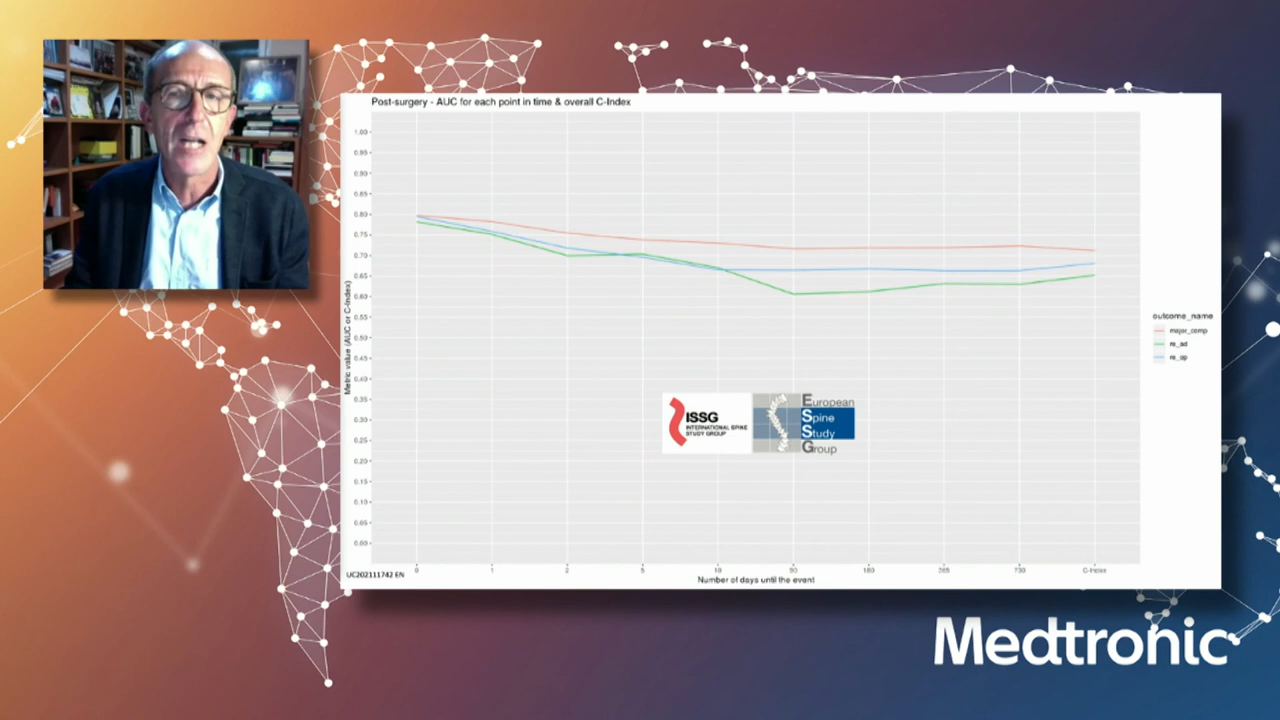 Post-surgery - AUC for each point in time & overall C-Index
Metric value (AUC or C-Index)
1.00
0.95
0.90
0.85
0.80
0.75
0.70
0.65
0.60
0.55
0.50
0.45
0.40
0.35
0.30
0.25
0.20
0.15
0.10
0.05
0.00
0 1 2 5 90 180 730 C-Index
Number of days until the event
UC202111742 EN
outcome_name
major_comp
re_ad
re_op
ISSG
INTERNATIONAL SPINE
STUDY GROUP
European
Spine
Study
Group
Medtronic